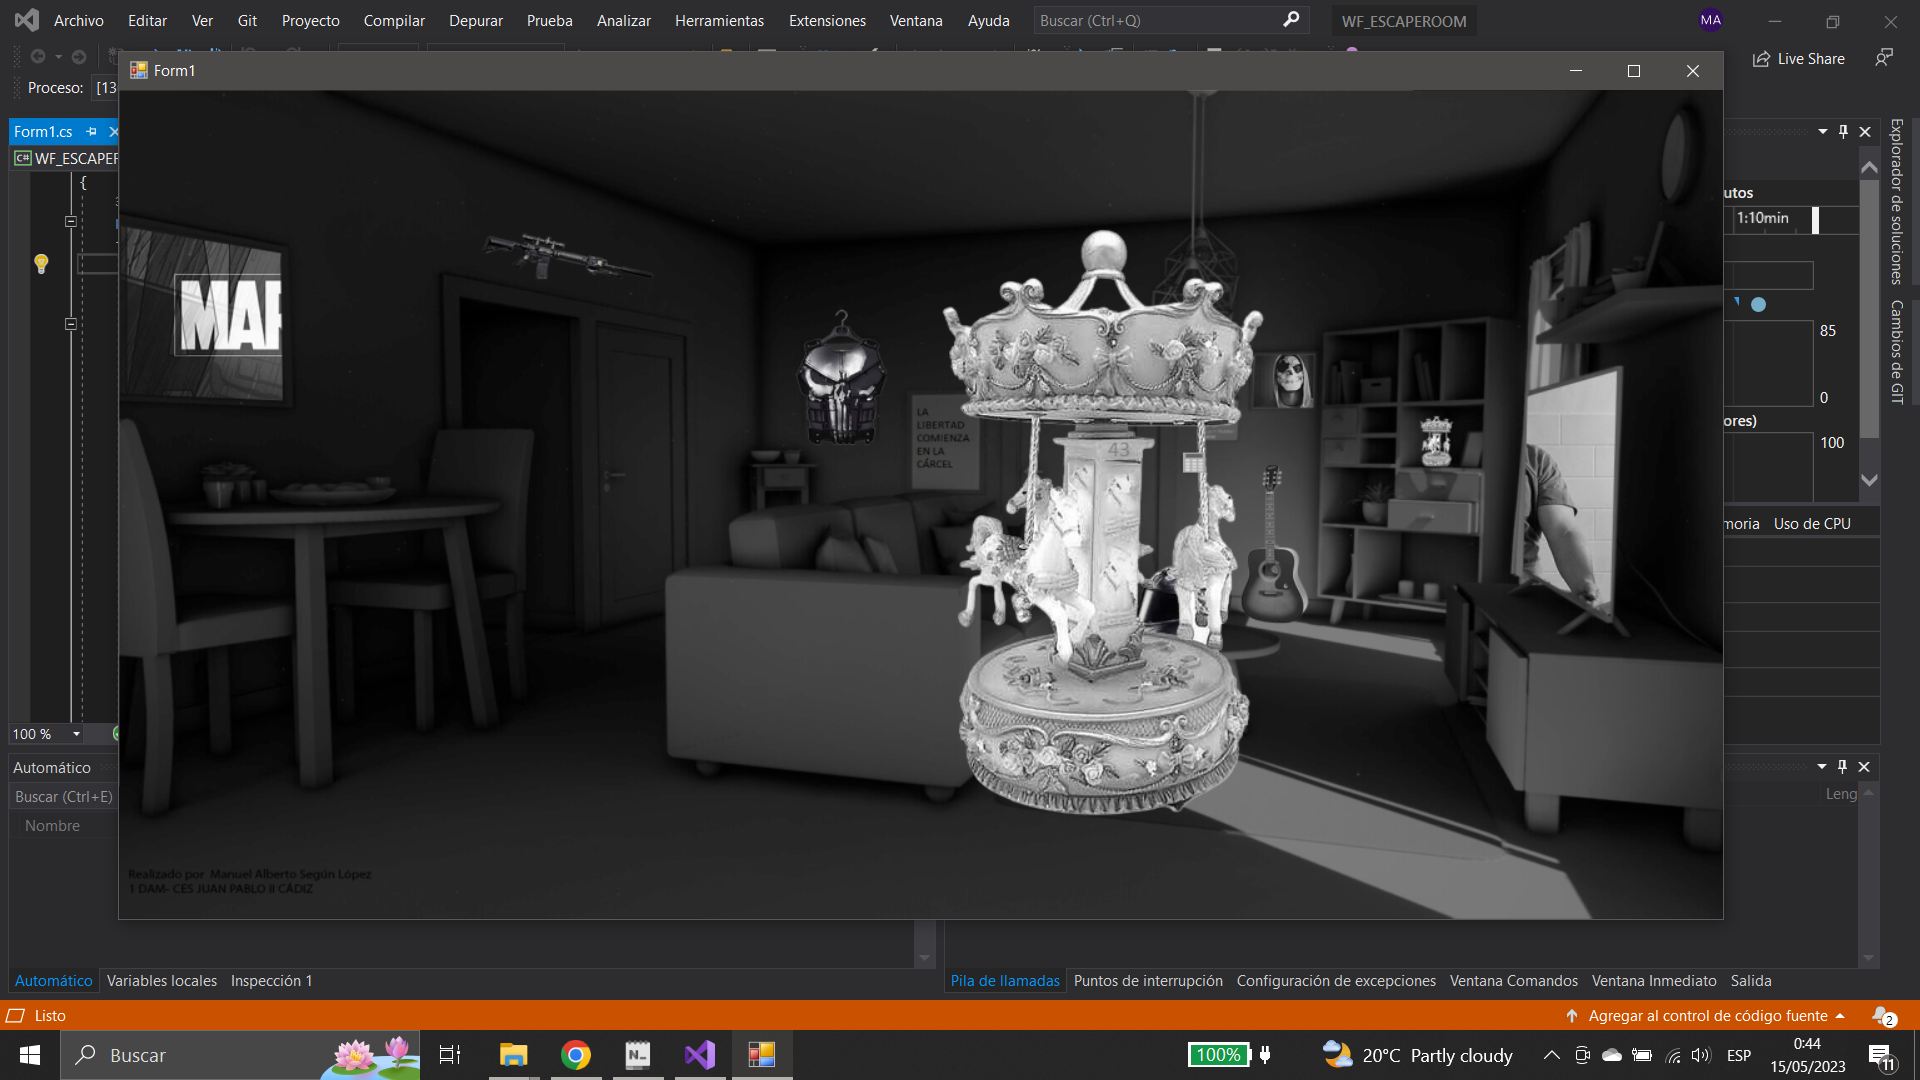 Archivo Editar Ver Git Proyecto Compilar Depurar Prueba Analizar Herramientas Extensiones Ventana Ayuda Buscar (Ctrl+Q) WF_ESCAPEROOM MA
Live Share
Form1
Proceso: [13
Form1.cs
C# WF_ESCAPER
{
utos
1:10min
85
0
ores)
100
moria Uso de CPU
Explorador de soluciones
Cambios de GIT
MAR
LA
LIBERTAD
COMIENZA
EN LA
CÁRCEL
43
100 %
Automático
Buscar (Ctrl+E)
Nombre
Leng
Realizado por Manuel Alberto Según López
1 DAM- CES JUAN PABLO II CÁDIZ
Automático Variables locales Inspección 1
Pila de llamadas Puntos de interrupción Configuración de excepciones Ventana Comandos Ventana Inmediato Salida
Listo
Agregar al control de código fuente 2
Buscar
N
100%
20°C Partly cloudy
ESP
0:44
15/05/2023
11